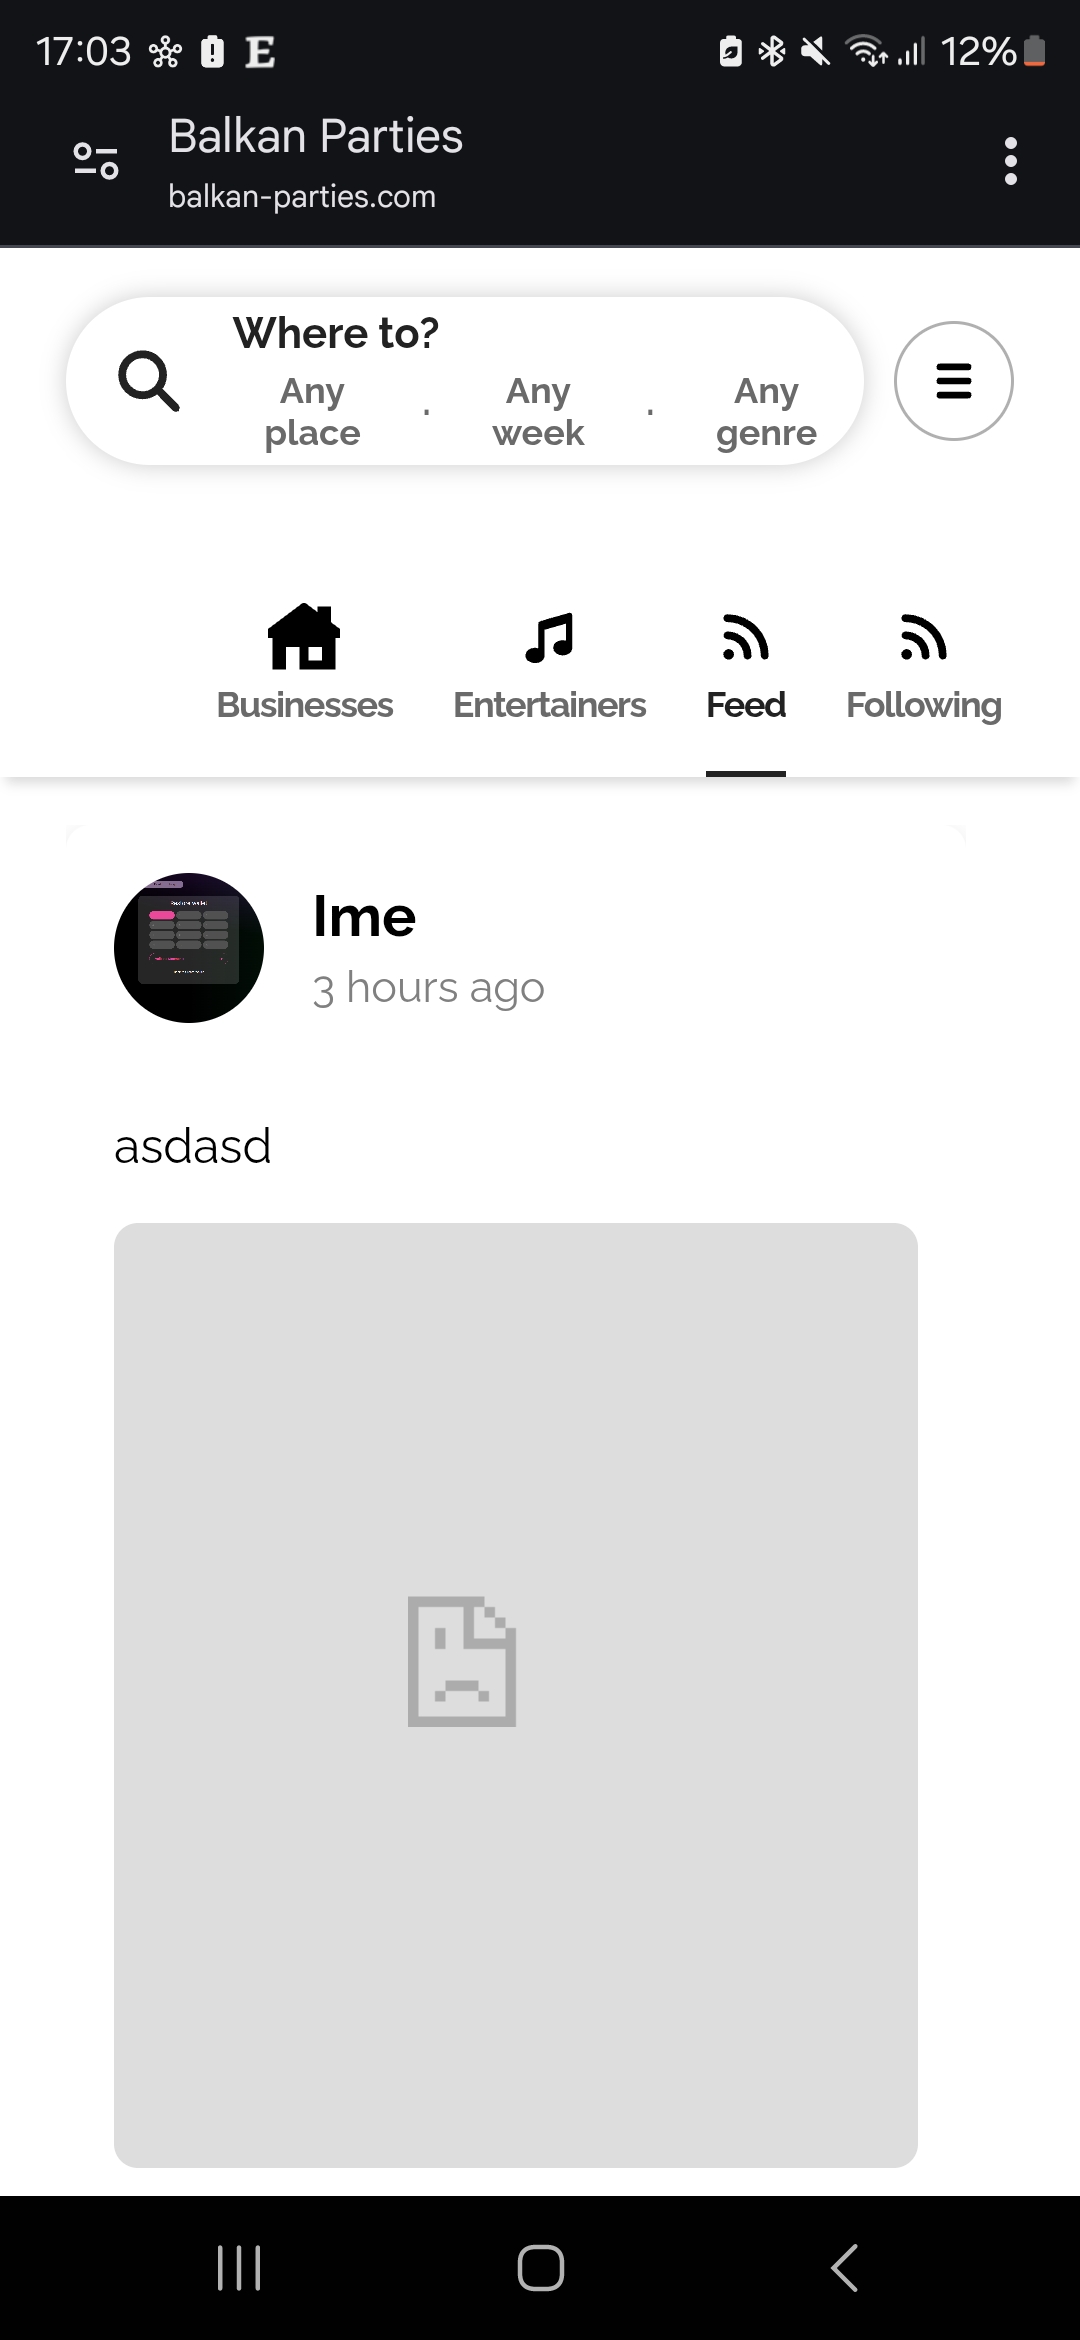 17:03
E
12%
Balkan Parties
balkan-parties.com
Where to?
Any place · Any week · Any genre
Businesses Entertainers Feed Following
Ime
3 hours ago
asdasd